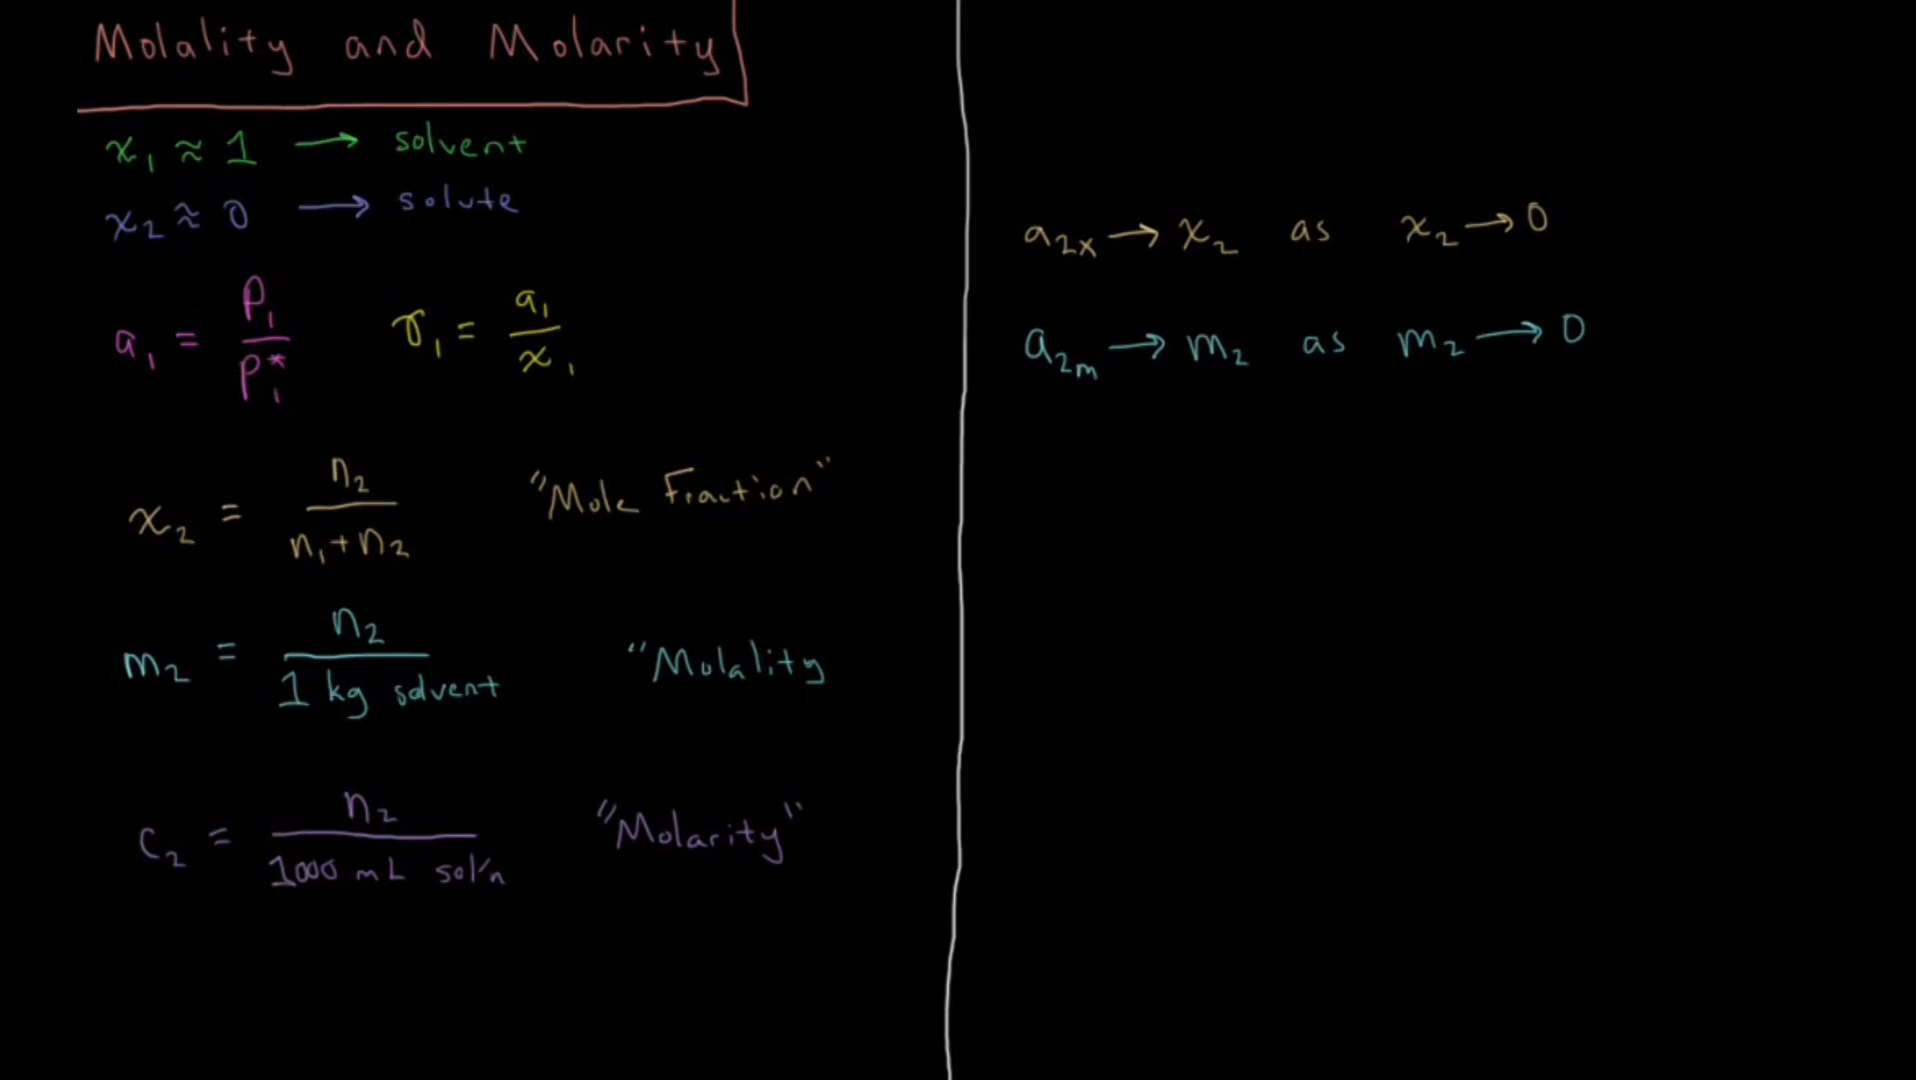 Molality and Molarity
x₁ ≈ 1 → solvent
x₂ ≈ 0 → solute
a₁ = P₁ / P₁* γ₁ = a₁ / x₁
x₂ = n₂ / n₁ + n₂ "Mole Fraction"
m₂ = n₂ / 1 kg solvent "Molality
c₂ = n₂ / 1000 mL sol'n "Molarity"
a₂ₓ → x₂ as x₂ → 0
a₂ₘ → m₂ as m₂ → 0